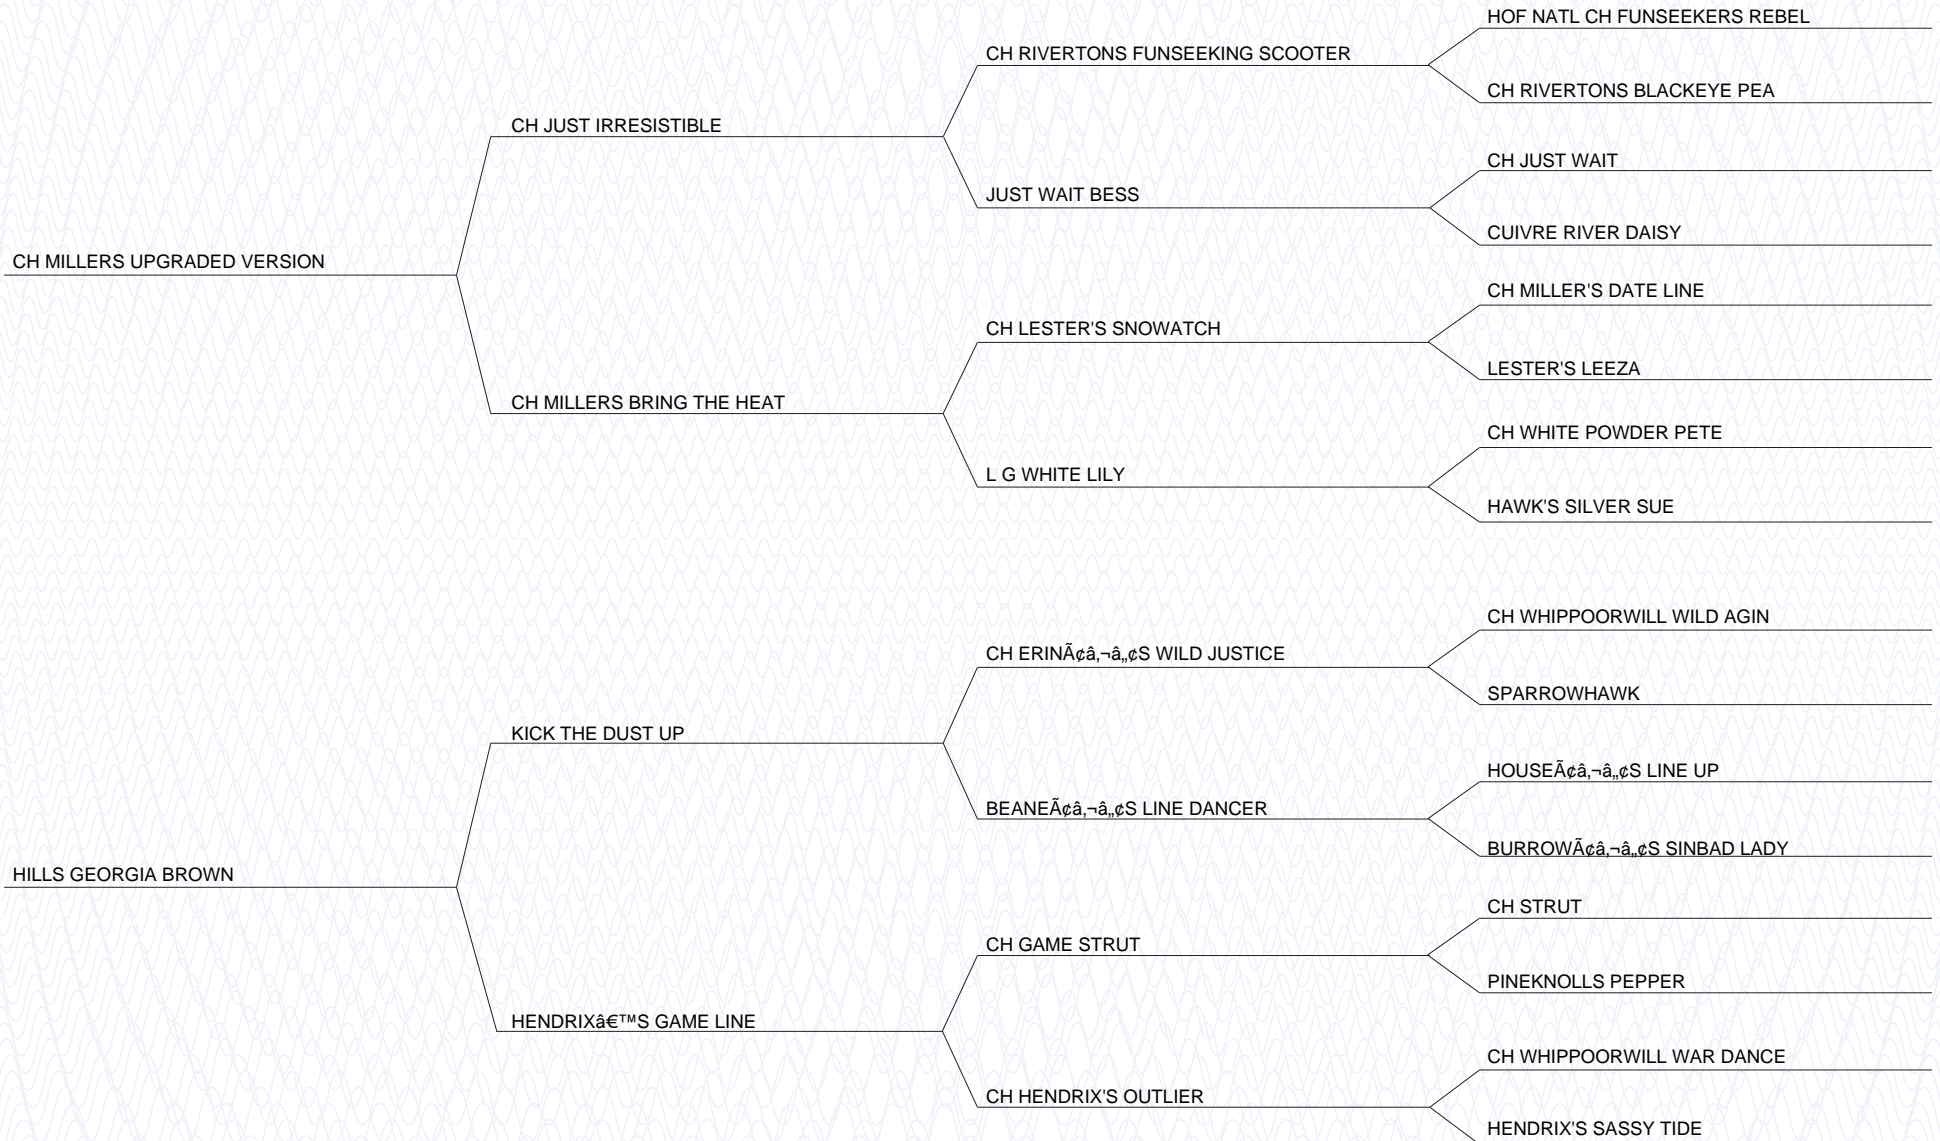 HOF NATL CH FUNSEEKERS REBEL
CH RIVERTONS FUNSEEKING SCOOTER
CH RIVERTONS BLACKEYE PEA
CH JUST IRRESISTIBLE
CH JUST WAIT
JUST WAIT BESS
CUIVRE RIVER DAISY
CH MILLERS UPGRADED VERSION
CH MILLER'S DATE LINE
CH LESTER'S SNOWATCH
LESTER'S LEEZA
CH MILLERS BRING THE HEAT
CH WHITE POWDER PETE
L G WHITE LILY
HAWK'S SILVER SUE
CH WHIPPOORWILL WILD AGIN
CH ERINÃ¢â‚¬â„¢S WILD JUSTICE
SPARROWHAWK
KICK THE DUST UP
HOUSEÃ¢â‚¬â„¢S LINE UP
BEANEÃ¢â‚¬â„¢S LINE DANCER
BURROWÃ¢â‚¬â„¢S SINBAD LADY
HILLS GEORGIA BROWN
CH STRUT
CH GAME STRUT
PINEKNOLLS PEPPER
HENDRIXâ€™S GAME LINE
CH WHIPPOORWILL WAR DANCE
CH HENDRIX'S OUTLIER
HENDRIX'S SASSY TIDE